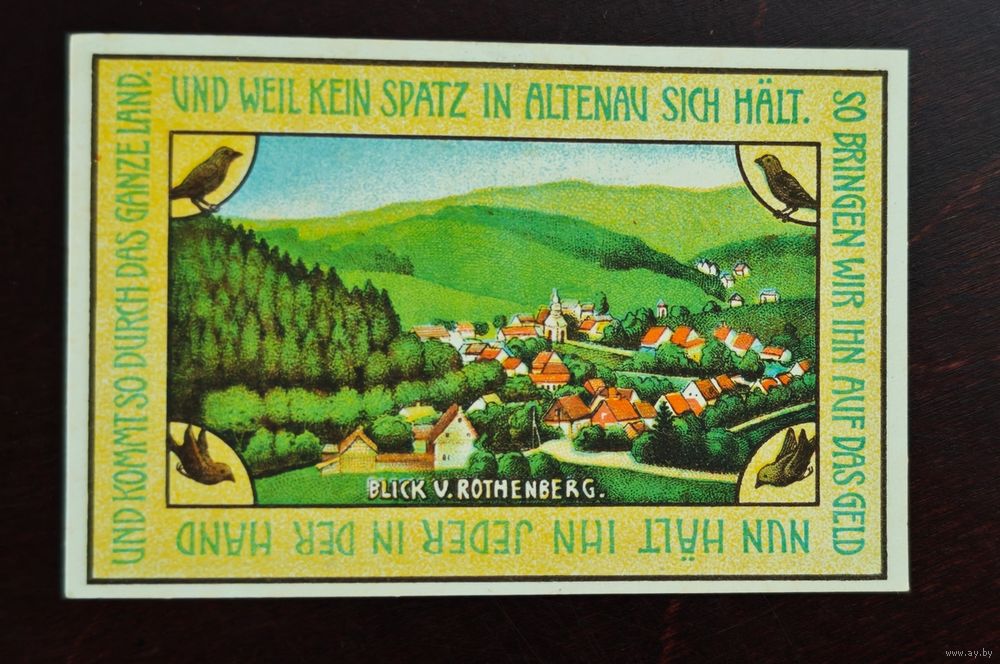 UND WEIL KEIN SPATZ IN ALTENAU SICH HÄLT.
SO BRINGEN WIR IHN AUF DAS GELD
NUN HÄLT IHN JEDER IN DER HAND
UND KOMMT SO DURCH DAS GANZE LAND.
BLICK V. ROTHENBERG.
www.ay.by